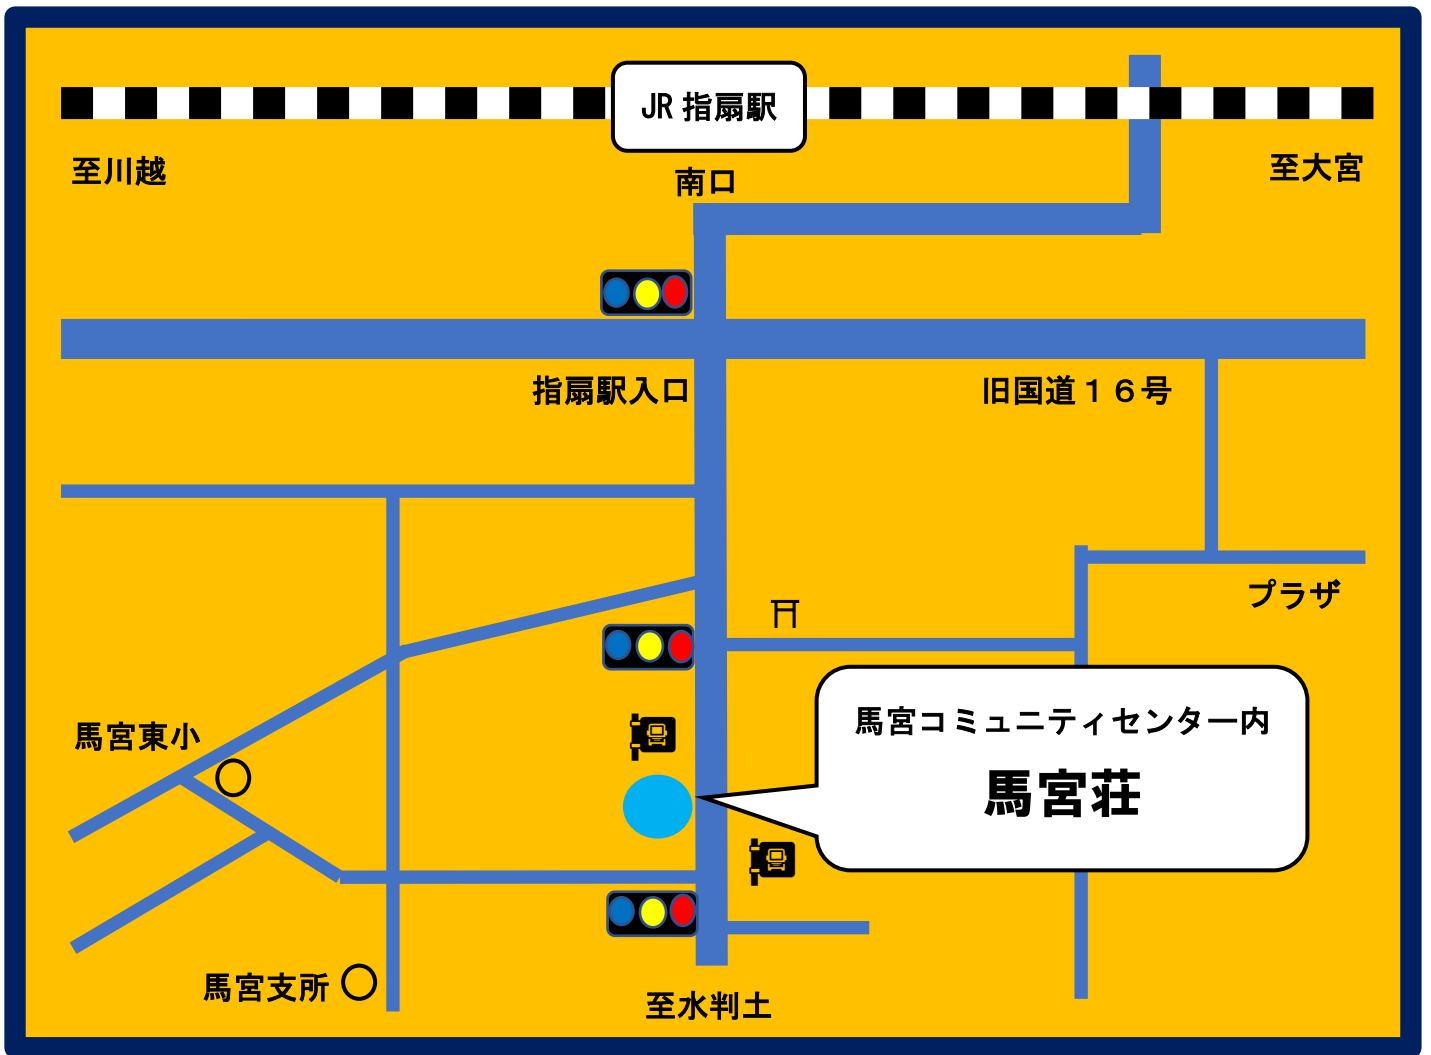 JR 指扇駅
至川越
至大宮
南口
指扇駅入口
旧国道１６号
プラザ
馬宮東小
馬宮コミュニティセンター内
馬宮荘
馬宮支所
至水判土